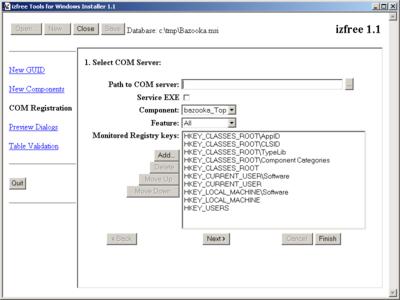 izfree Tools for Windows Installer 1.1
Open... New... Close Save Database: c:\tmp\Bazooka.msi izfree 1.1
1. Select COM Server:
New GUID
New Components
COM Registration
Preview Dialogs
Table Validation
Quit
Path to COM server: ...
Service EXE
Component: bazooka_Top
Feature: All
Monitored Registry keys:
HKEY_CLASSES_ROOT\AppID
HKEY_CLASSES_ROOT\CLSID
HKEY_CLASSES_ROOT\TypeLib
HKEY_CLASSES_ROOT\Component Categories
HKEY_CLASSES_ROOT
HKEY_CURRENT_USER\Software
HKEY_CURRENT_USER
HKEY_LOCAL_MACHINE\Software
HKEY_LOCAL_MACHINE
HKEY_USERS
Add...
Delete
Move Up
Move Down
< Back Next > Cancel Finish